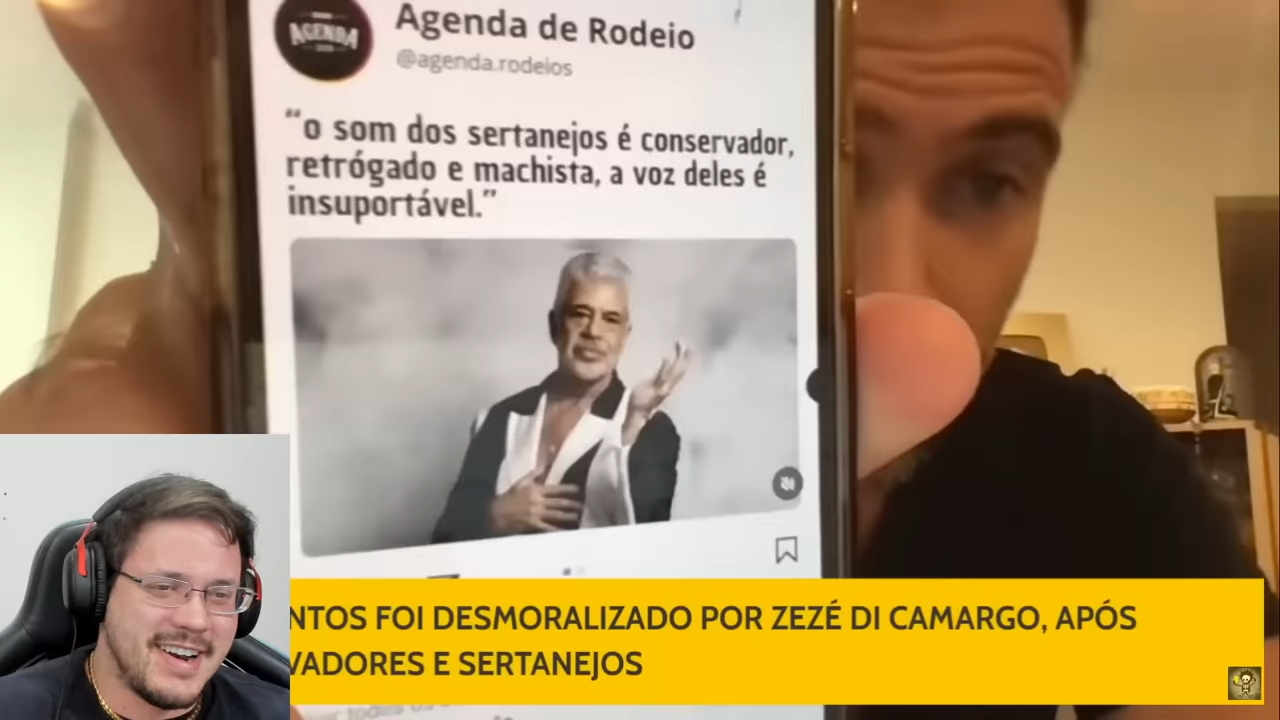 AGENDA
Agenda de Rodeio
@agenda.rodeios
“o som dos sertanejos é conservador,
retrógado e machista, a voz deles é
insuportável.”
NTOS FOI DESMORALIZADO POR ZEZÉ DI CAMARGO, APÓS
VADORES E SERTANEJOS